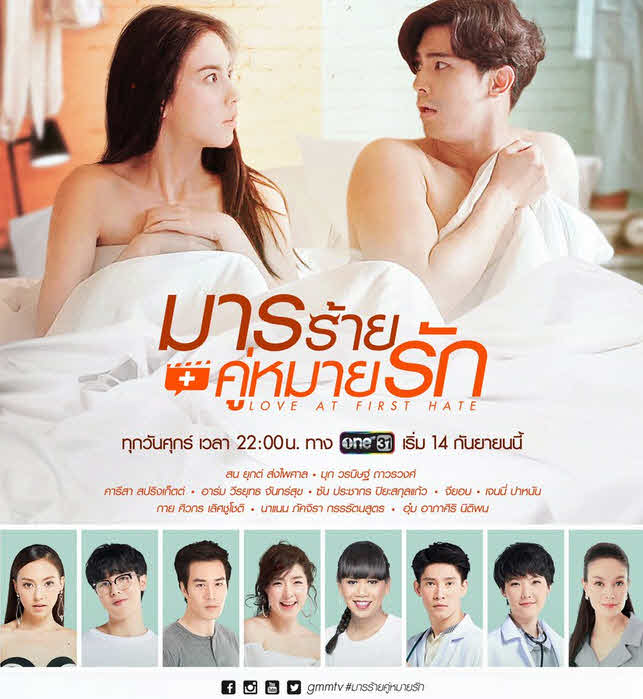 มารร้าย
คู่หมายรัก
LOVE AT FIRST HATE
ทุกวันศุกร์ เวลา 22:00น. ทาง one 31 เริ่ม 14 กันยายนนี้
สน ยุกต์ ส่งไพศาล • มุก วรนิษฐ์ ถาวรวงศ์
คารีสา สปริงเก็ตต์ • อาร์ม วีรยุทธ จันทร์สุข • ซัน ประชากร ปิยะสกุลแก้ว • จียอน • เจนนี่ ปาหนัน
กาย ศิวกร เลิศชูโชติ • นาแนน ภัคจิรา กรรรัตนสูตร • อุ๋ม อาภาศิริ นิติพน
gmmtv #มารร้ายคู่หมายรัก